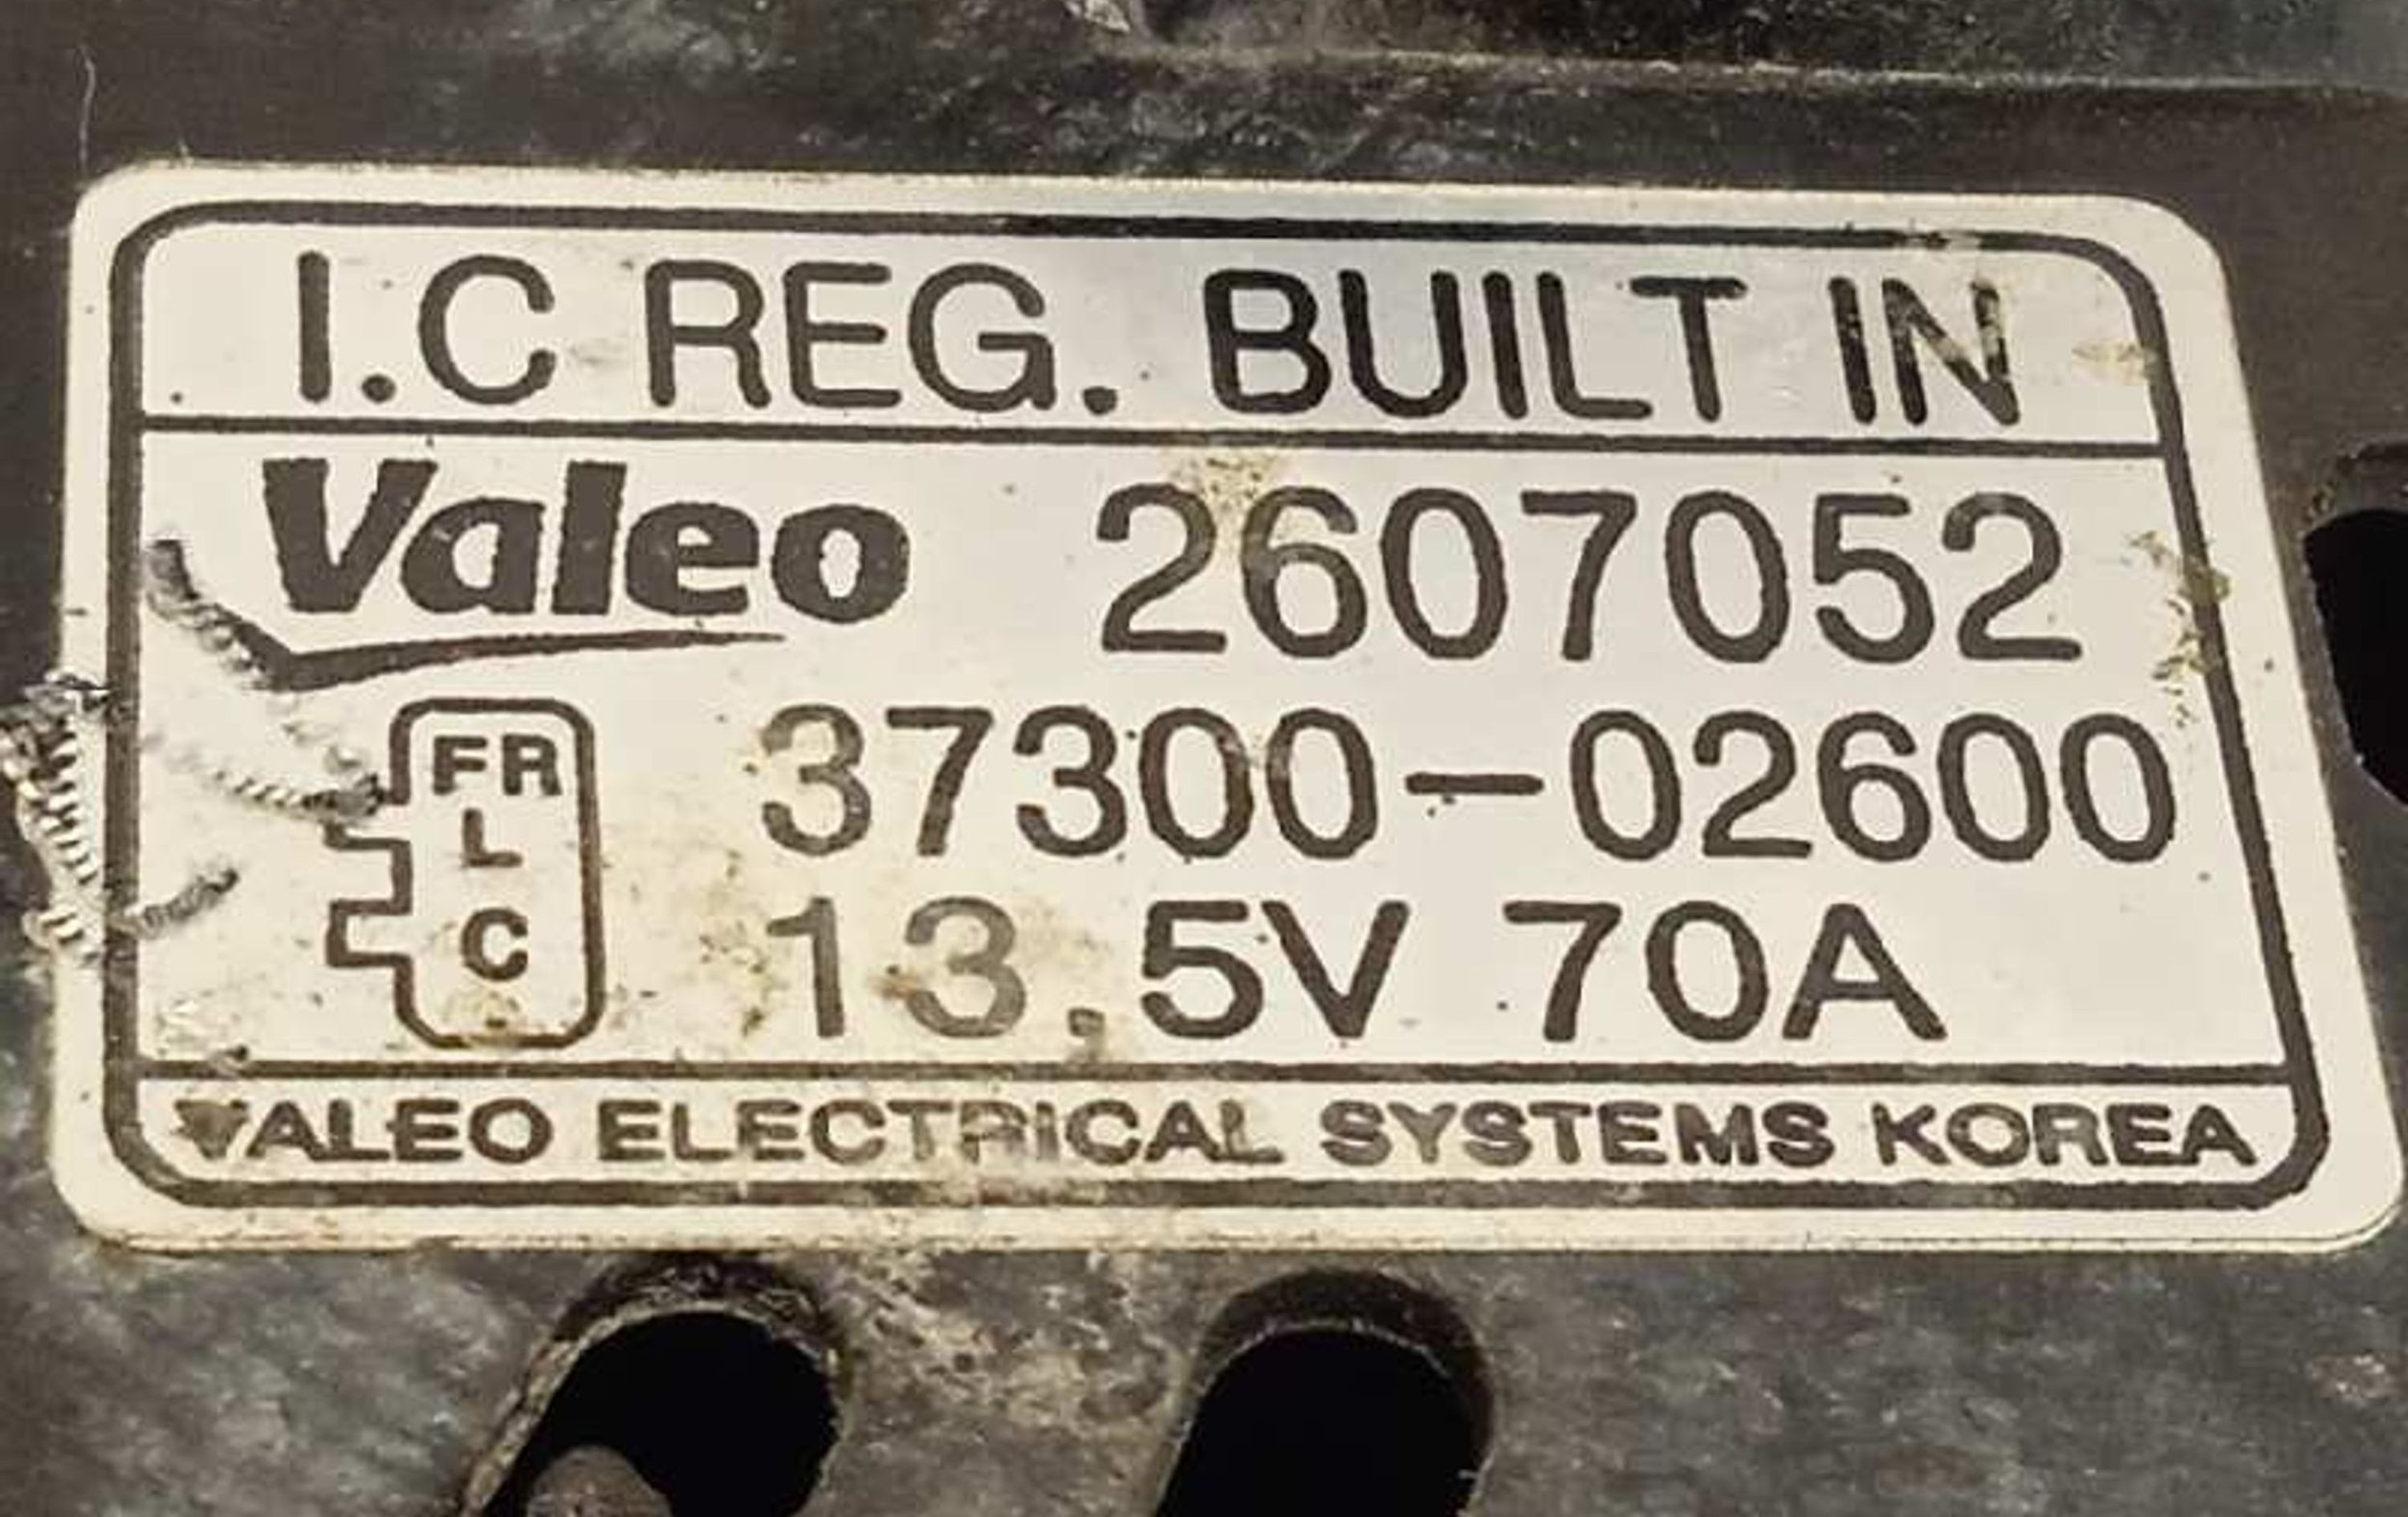 I.C REG. BUILT IN
Valeo 2607052
FR
L
C
37300-02600
13.5V 70A
VALEO ELECTRICAL SYSTEMS KOREA